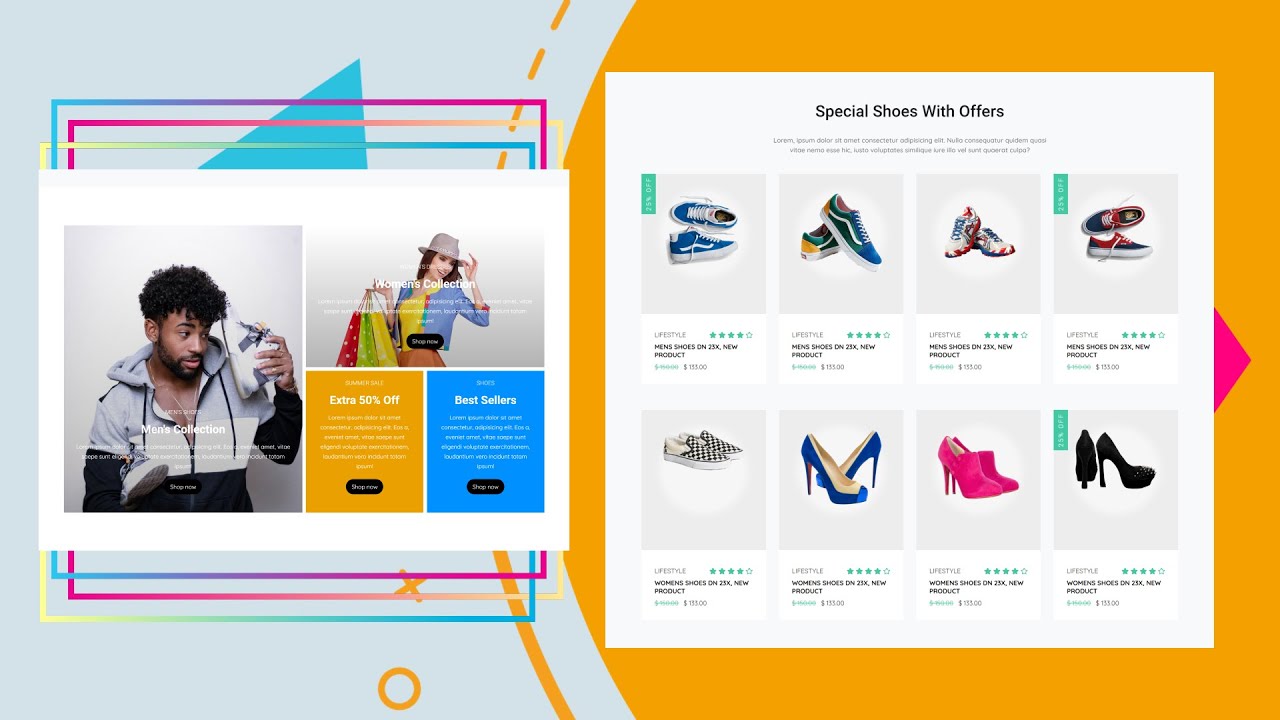 MEN'S SHOES
Men's Collection
Lorem ipsum dolor sit amet consectetur, adipisicing elit. Eos a, eveniet amet, vitae
saepe sunt eligendi voluptate exercitationem, laudantium vero incidunt totam
ipsum!
Shop now
Women's Collection
Lorem ipsum dolor sit amet consectetur, adipisicing elit. Eos a, eveniet amet, vitae
saepe sunt eligendi voluptate exercitationem, laudantium vero incidunt totam
ipsum!
Shop now
SUMMER SALE
Extra 50% Off
Lorem ipsum dolor sit amet
consectetur, adipisicing elit. Eos a,
eveniet amet, vitae saepe sunt
eligendi voluptate exercitationem,
laudantium vero incidunt totam
ipsum!
Shop now
SHOES
Best Sellers
Lorem ipsum dolor sit amet
consectetur, adipisicing elit. Eos a,
eveniet amet, vitae saepe sunt
eligendi voluptate exercitationem,
laudantium vero incidunt totam
ipsum!
Shop now
Special Shoes With Offers
Lorem, ipsum dolor sit amet consectetur adipisicing elit. Nulla consequatur quidem quasi
vitae nemo esse hic, iusto voluptates similique iure illo vel sunt quaerat culpa?
25% OFF
LIFESTYLE
MENS SHOES DN 23X, NEW
PRODUCT
$ 150.00 $ 133.00
LIFESTYLE
MENS SHOES DN 23X, NEW
PRODUCT
$ 150.00 $ 133.00
LIFESTYLE
MENS SHOES DN 23X, NEW
PRODUCT
$ 150.00 $ 133.00
25% OFF
LIFESTYLE
MENS SHOES DN 23X, NEW
PRODUCT
$ 150.00 $ 133.00
LIFESTYLE
WOMENS SHOES DN 23X, NEW
PRODUCT
$ 150.00 $ 133.00
LIFESTYLE
WOMENS SHOES DN 23X, NEW
PRODUCT
$ 150.00 $ 133.00
LIFESTYLE
WOMENS SHOES DN 23X, NEW
PRODUCT
$ 150.00 $ 133.00
25% OFF
LIFESTYLE
WOMENS SHOES DN 23X, NEW
PRODUCT
$ 150.00 $ 133.00